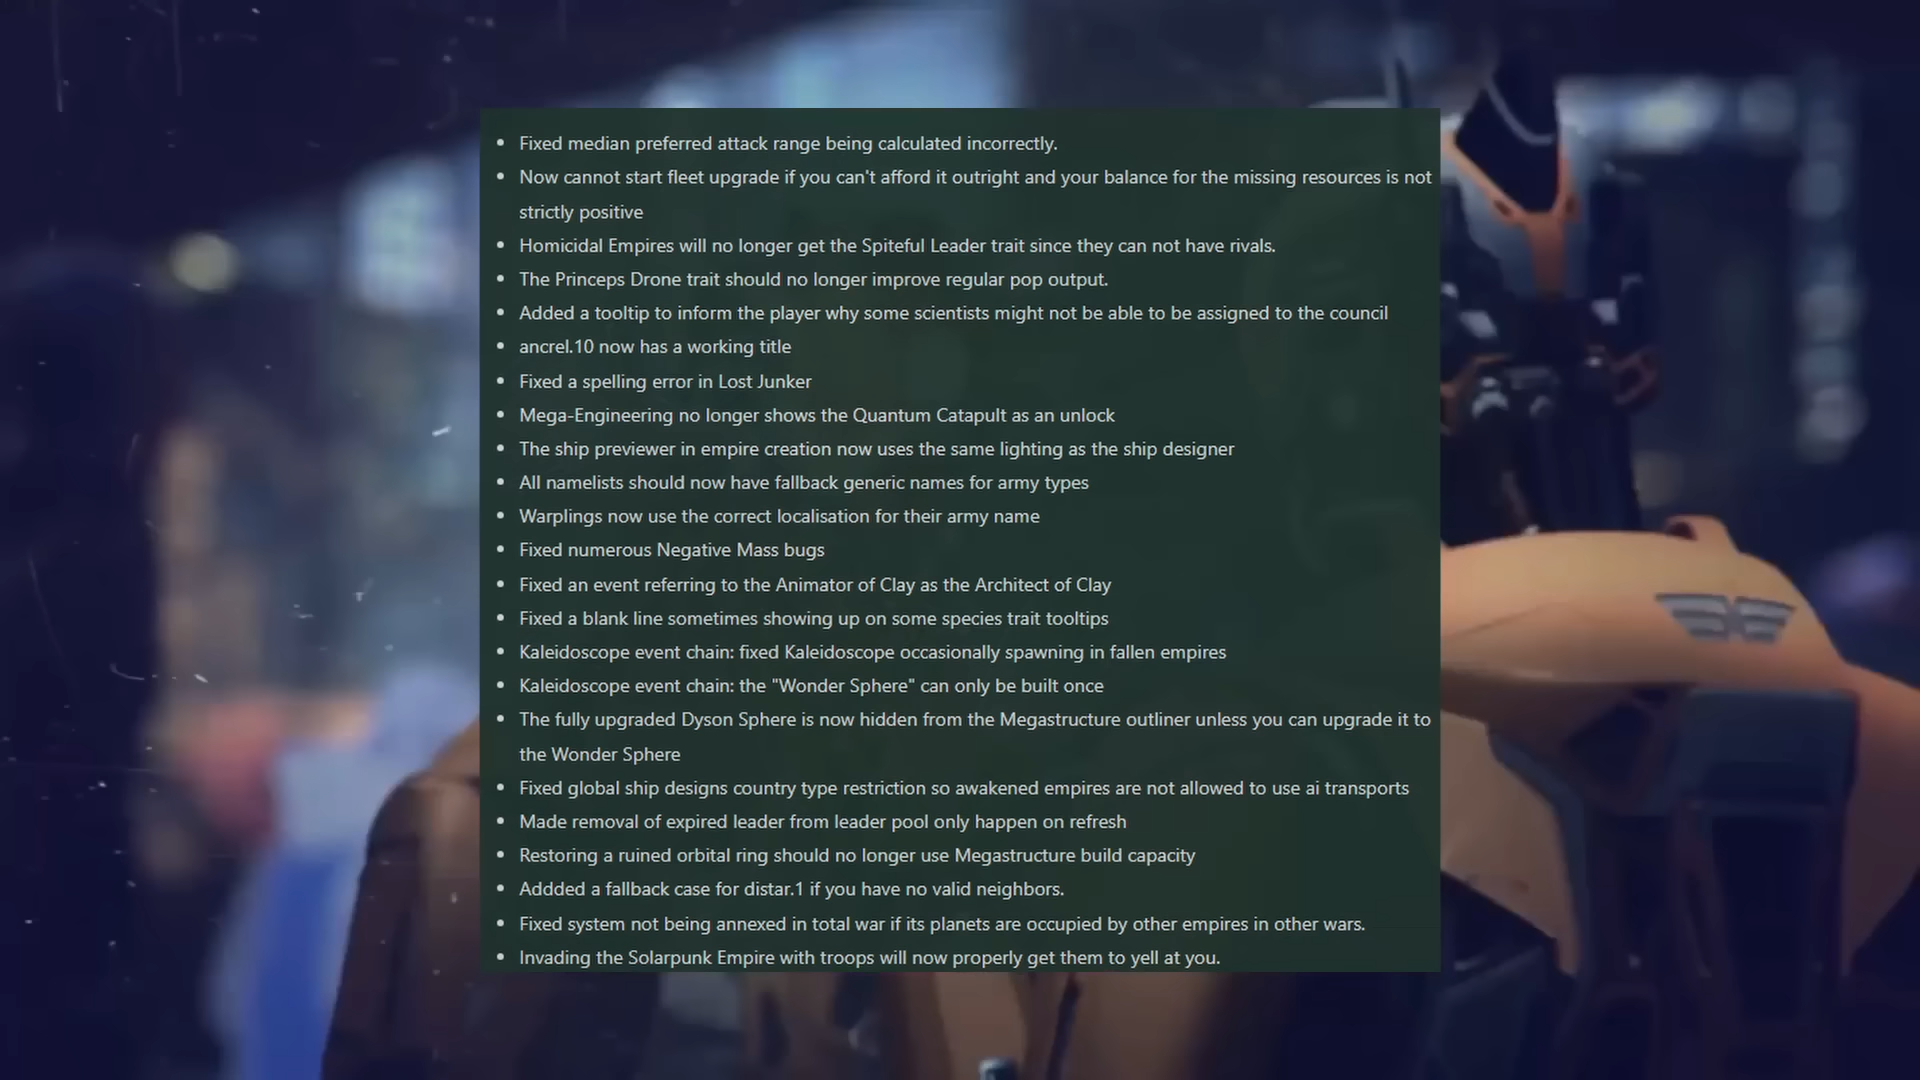 • Fixed median preferred attack range being calculated incorrectly.
• Now cannot start fleet upgrade if you can't afford it outright and your balance for the missing resources is not
strictly positive
• Homicidal Empires will no longer get the Spiteful Leader trait since they can not have rivals.
• The Princeps Drone trait should no longer improve regular pop output.
• Added a tooltip to inform the player why some scientists might not be able to be assigned to the council
• ancrel.10 now has a working title
• Fixed a spelling error in Lost Junker
• Mega-Engineering no longer shows the Quantum Catapult as an unlock
• The ship previewer in empire creation now uses the same lighting as the ship designer
• All namelists should now have fallback generic names for army types
• Warplings now use the correct localisation for their army name
• Fixed numerous Negative Mass bugs
• Fixed an event referring to the Animator of Clay as the Architect of Clay
• Fixed a blank line sometimes showing up on some species trait tooltips
• Kaleidoscope event chain: fixed Kaleidoscope occasionally spawning in fallen empires
• Kaleidoscope event chain: the "Wonder Sphere" can only be built once
• The fully upgraded Dyson Sphere is now hidden from the Megastructure outliner unless you can upgrade it to
the Wonder Sphere
• Fixed global ship designs country type restriction so awakened empires are not allowed to use ai transports
• Made removal of expired leader from leader pool only happen on refresh
• Restoring a ruined orbital ring should no longer use Megastructure build capacity
• Addded a fallback case for distar.1 if you have no valid neighbors.
• Fixed system not being annexed in total war if its planets are occupied by other empires in other wars.
• Invading the Solarpunk Empire with troops will now properly get them to yell at you.